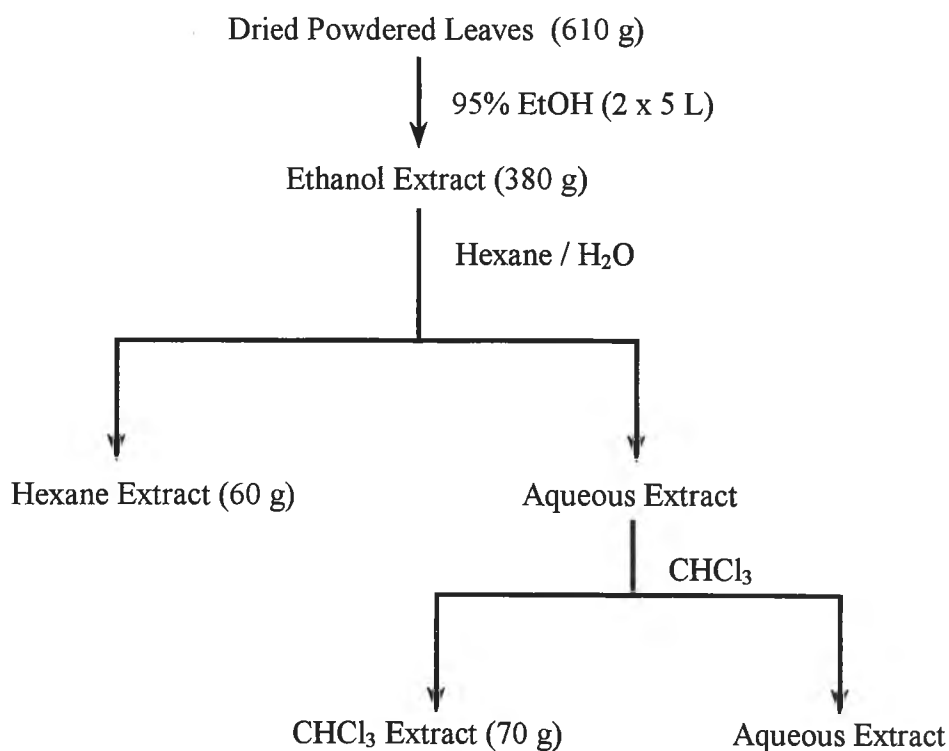 Dried Powdered Leaves (610 g)
95% EtOH (2 x 5 L)
Ethanol Extract (380 g)
Hexane / H₂O
Hexane Extract (60 g)
Aqueous Extract
CHCl₃
CHCl₃ Extract (70 g)
Aqueous Extract